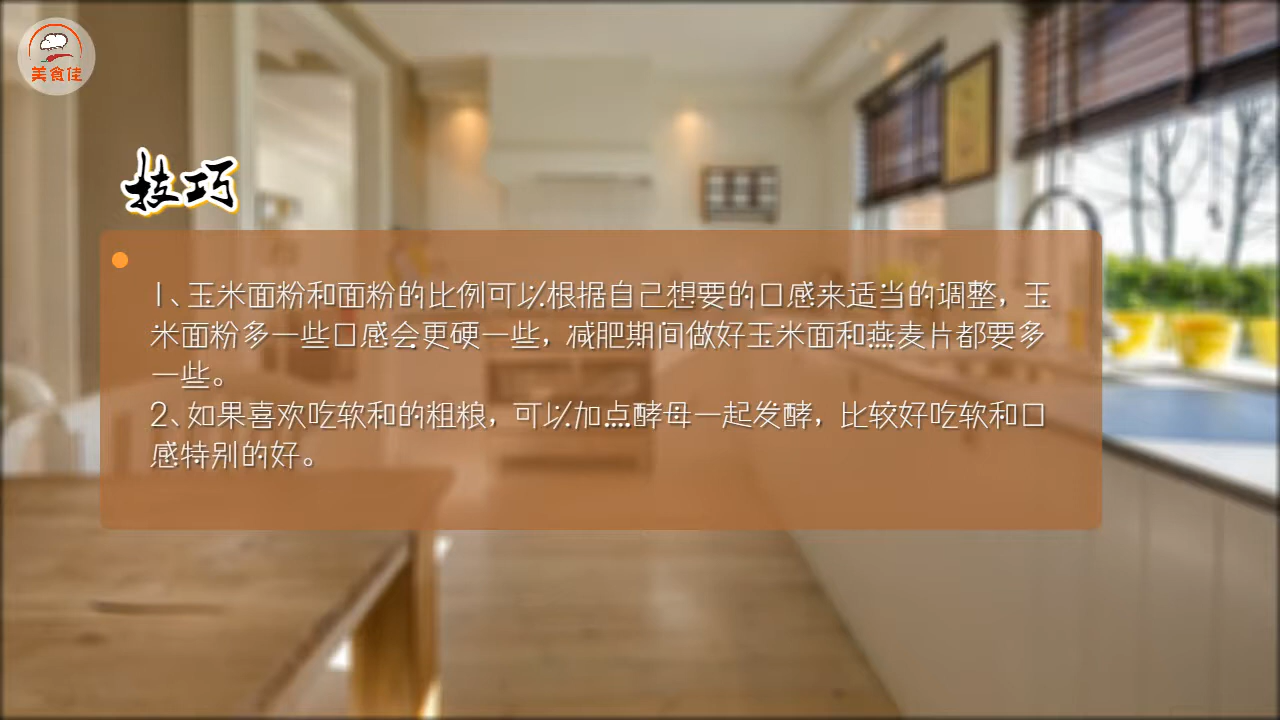 美食佳
技巧
1、玉米面粉和面粉的比例可以根据自己想要的口感来适当的调整，玉
米面粉多一些口感会更硬一些，减肥期间做好玉米面和燕麦片都要多
一些。
2、如果喜欢吃软和的粗粮，可以加点酵母一起发酵，比较好吃软和口
感特别的好。